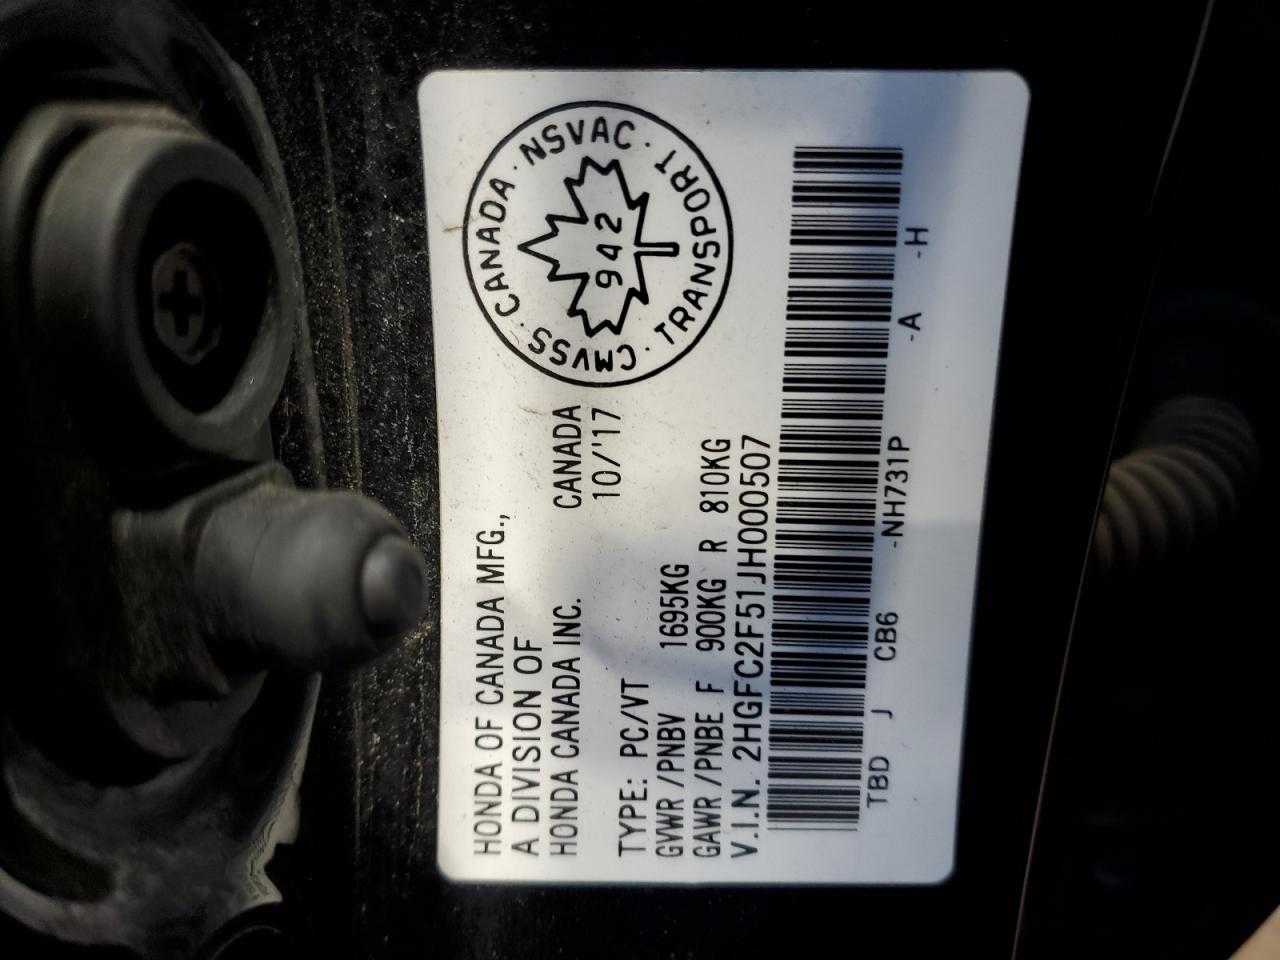 HONDA OF CANADA MFG.,
A DIVISION OF
HONDA CANADA INC. CANADA
10/'17
TYPE: PC/VT
GVWR/PNBV 1695KG
GAWR/PNBE F 900KG R 810KG
V.I.N. 2HGFC2F51JH000507
TBD J CB6 -NH731P -A -H
CMVSS · CANADA · NSVAC · TRANSPORT ·
942